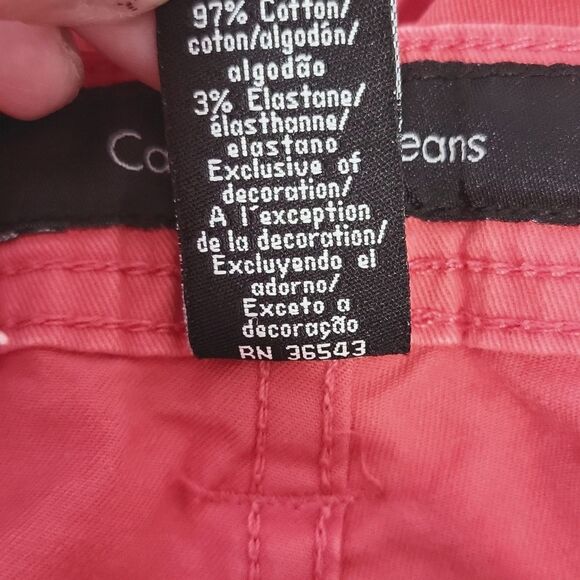 97% Cotton/
coton/algodón/
algodão
3% Elastane/
élasthanne/
elastano
Ca eans
Exclusive of
decoration/
A l'exception
de la decoration/
Excluyendo el
adorno/
Exceto a
decoração
RN 36543